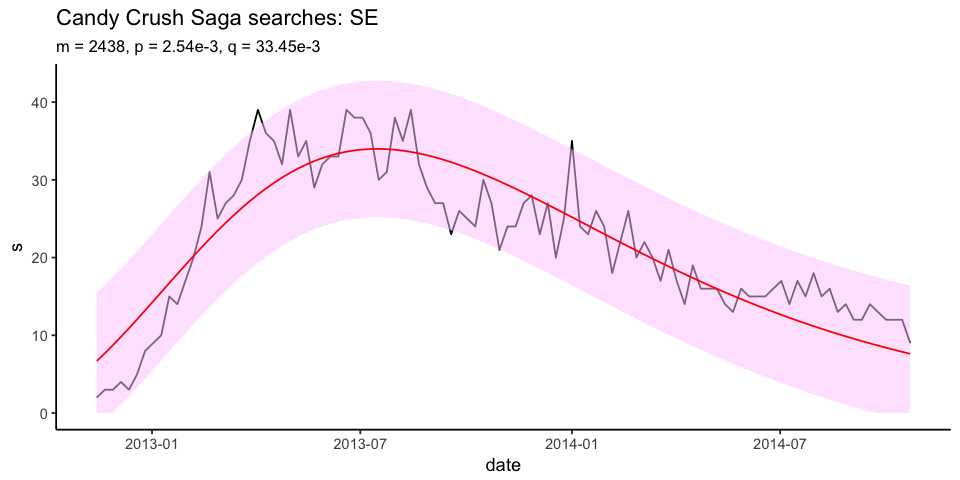 Candy Crush Saga searches: SE
m = 2438, p = 2.54e-3, q = 33.45e-3
s
40
30
20
10
0
2013-01 2013-07 2014-01 2014-07
date